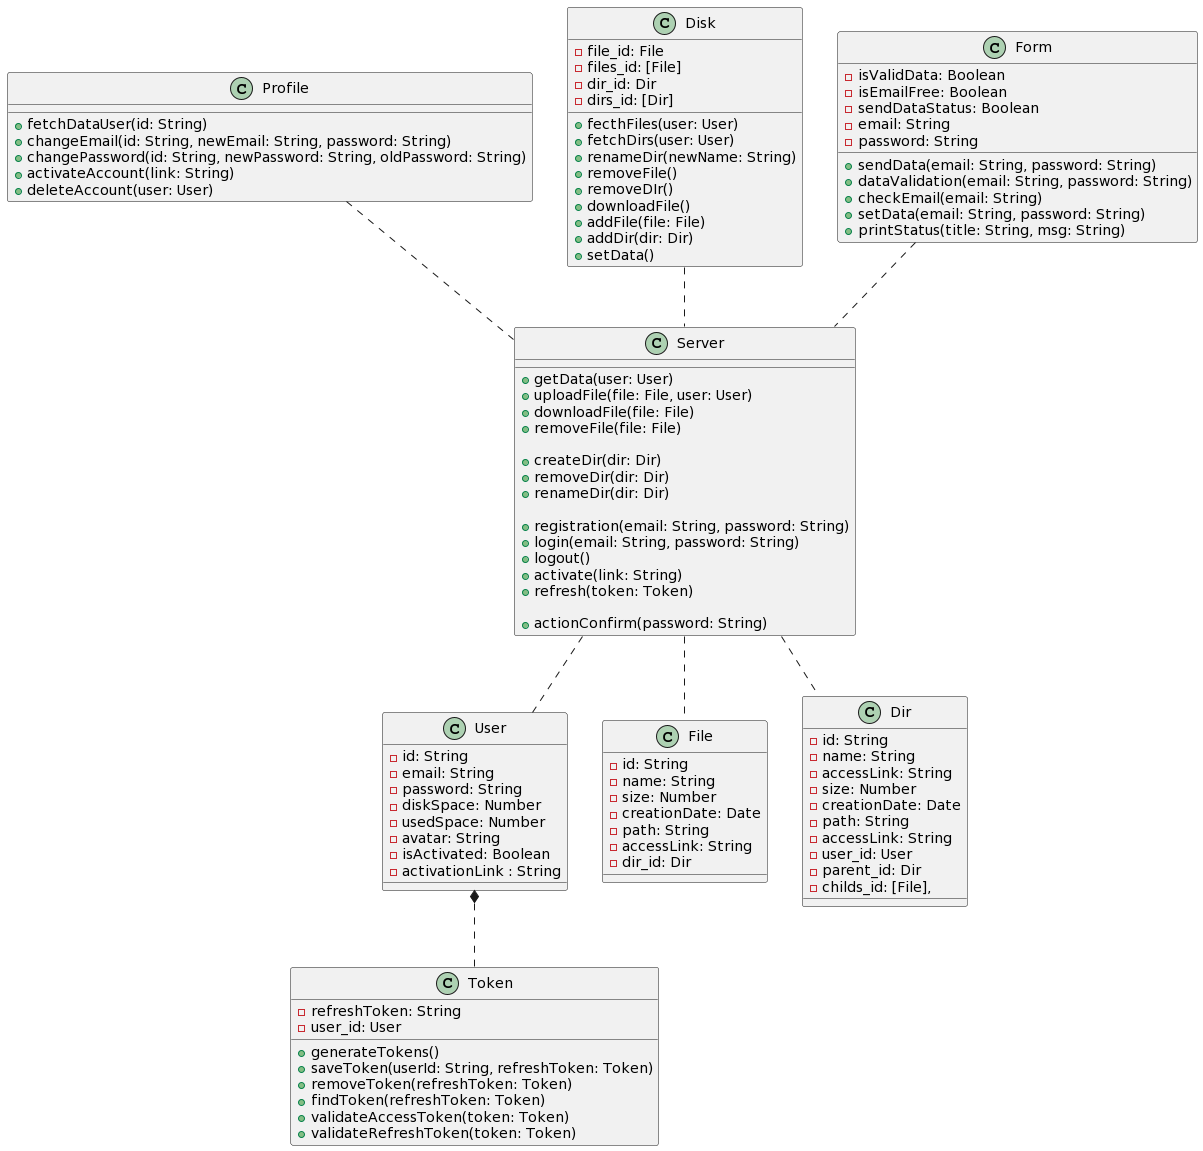 C Profile
fetchDataUser(id: String)
changeEmail(id: String, newEmail: String, password: String)
changePassword(id: String, newPassword: String, oldPassword: String)
activateAccount(link: String)
deleteAccount(user: User)
C Disk
file_id: File
files_id: [File]
dir_id: Dir
dirs_id: [Dir]
fecthFiles(user: User)
fetchDirs(user: User)
renameDir(newName: String)
removeFile()
removeDIr()
downloadFile()
addFile(file: File)
addDir(dir: Dir)
setData()
C Form
isValidData: Boolean
isEmailFree: Boolean
sendDataStatus: Boolean
email: String
password: String
sendData(email: String, password: String)
dataValidation(email: String, password: String)
checkEmail(email: String)
setData(email: String, password: String)
printStatus(title: String, msg: String)
C Server
getData(user: User)
uploadFile(file: File, user: User)
downloadFile(file: File)
removeFile(file: File)
createDir(dir: Dir)
removeDir(dir: Dir)
renameDir(dir: Dir)
registration(email: String, password: String)
login(email: String, password: String)
logout()
activate(link: String)
refresh(token: Token)
actionConfirm(password: String)
C User
id: String
email: String
password: String
diskSpace: Number
usedSpace: Number
avatar: String
isActivated: Boolean
activationLink : String
C File
id: String
name: String
size: Number
creationDate: Date
path: String
accessLink: String
dir_id: Dir
C Dir
id: String
name: String
accessLink: String
size: Number
creationDate: Date
path: String
accessLink: String
user_id: User
parent_id: Dir
childs_id: [File],
C Token
refreshToken: String
user_id: User
generateTokens()
saveToken(userId: String, refreshToken: Token)
removeToken(refreshToken: Token)
findToken(refreshToken: Token)
validateAccessToken(token: Token)
validateRefreshToken(token: Token)